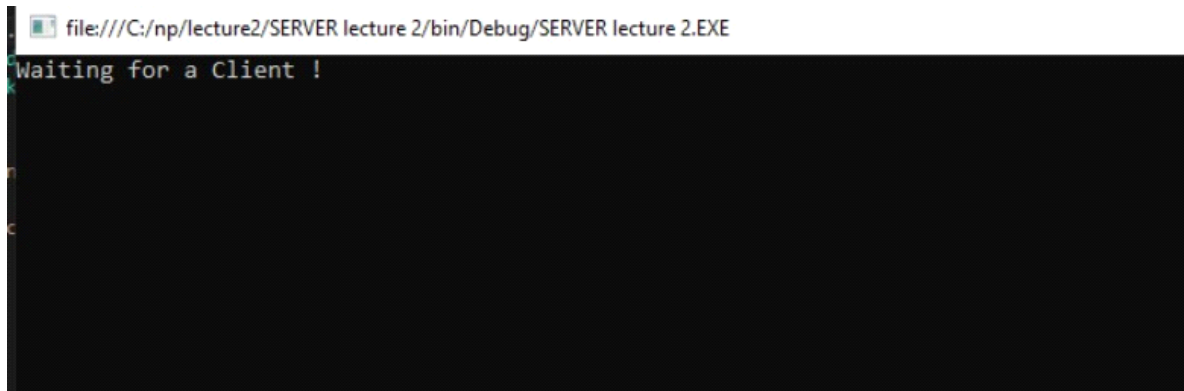 file:///C:/np/lecture2/SERVER lecture 2/bin/Debug/SERVER lecture 2.EXE
Waiting for a Client !